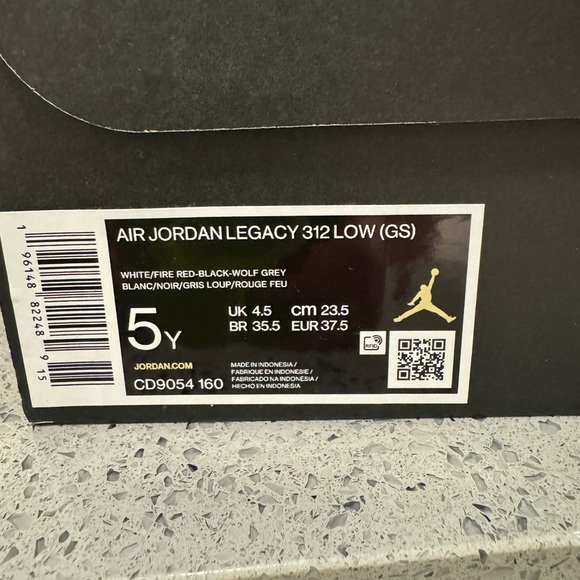 AIR JORDAN LEGACY 312 LOW (GS)
WHITE/FIRE RED-BLACK-WOLF GREY
BLANC/NOIR/GRIS LOUP/ROUGE FEU
5Y
UK 4.5 cm 23.5
BR 35.5 EUR 37.5
RFID
JORDAN.COM
CD9054 160
MADE IN INDONESIA/
FABRIQUE EN INDONESIE/
FABRICADO NA INDONÉSIA/
HECHO EN INDONESIA
1 96148 82248 9 15